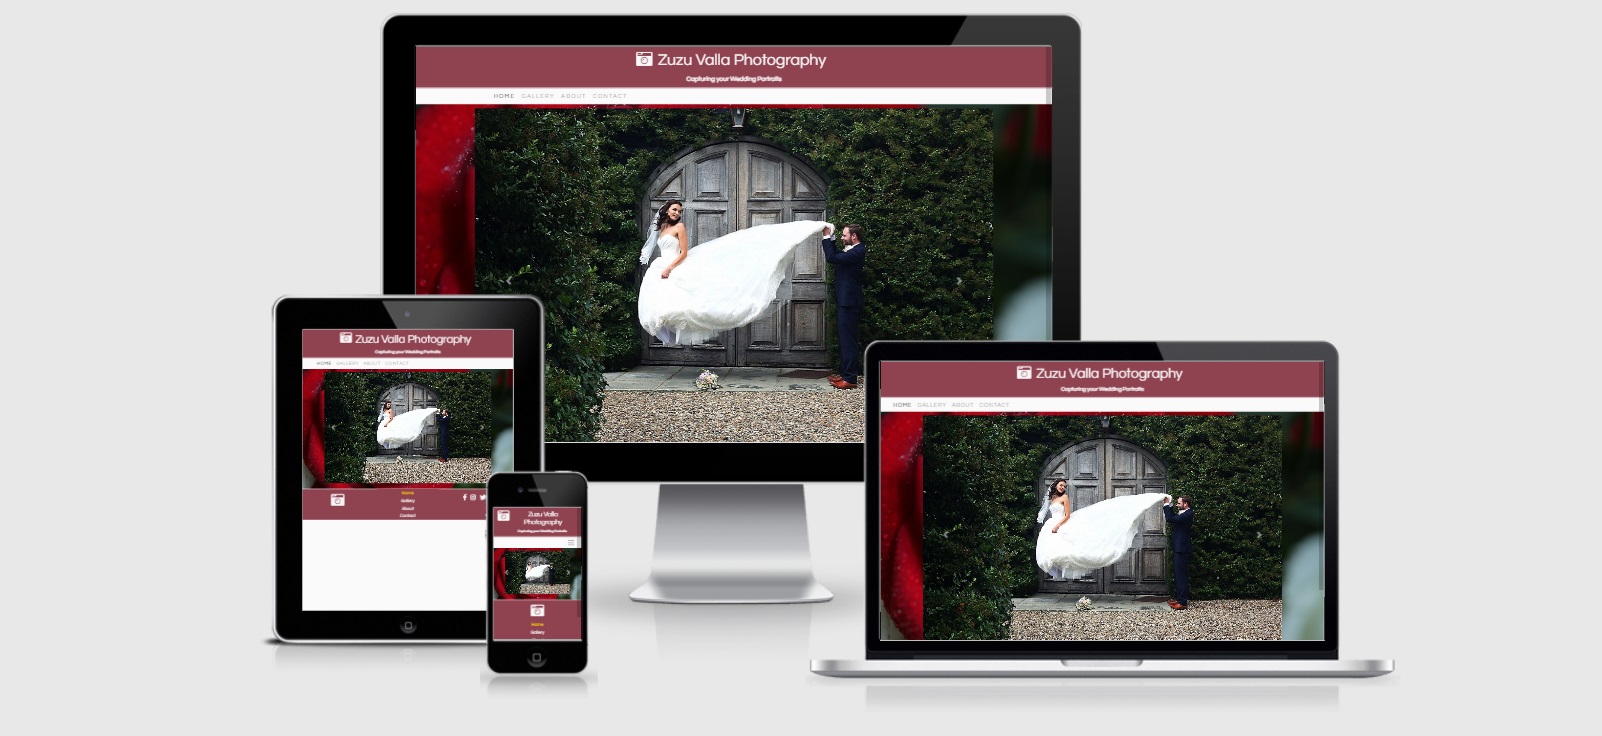 Zuzu Valla Photography
Capturing your Wedding Portraits
HOME GALLERY ABOUT CONTACT
Zuzu Valla Photography
Capturing your Wedding Portraits
HOME GALLERY ABOUT CONTACT
Home
Gallery
About
Contact
Zuzu Valla
Photography
Capturing your Wedding Portraits
Home
Gallery
Zuzu Valla Photography
Capturing your Wedding Portraits
HOME GALLERY ABOUT CONTACT